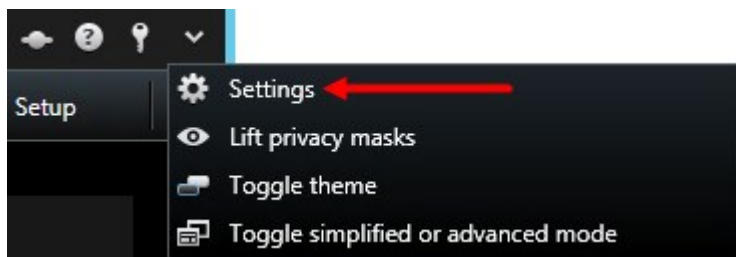 Setup
Settings
Lift privacy masks
Toggle theme
Toggle simplified or advanced mode